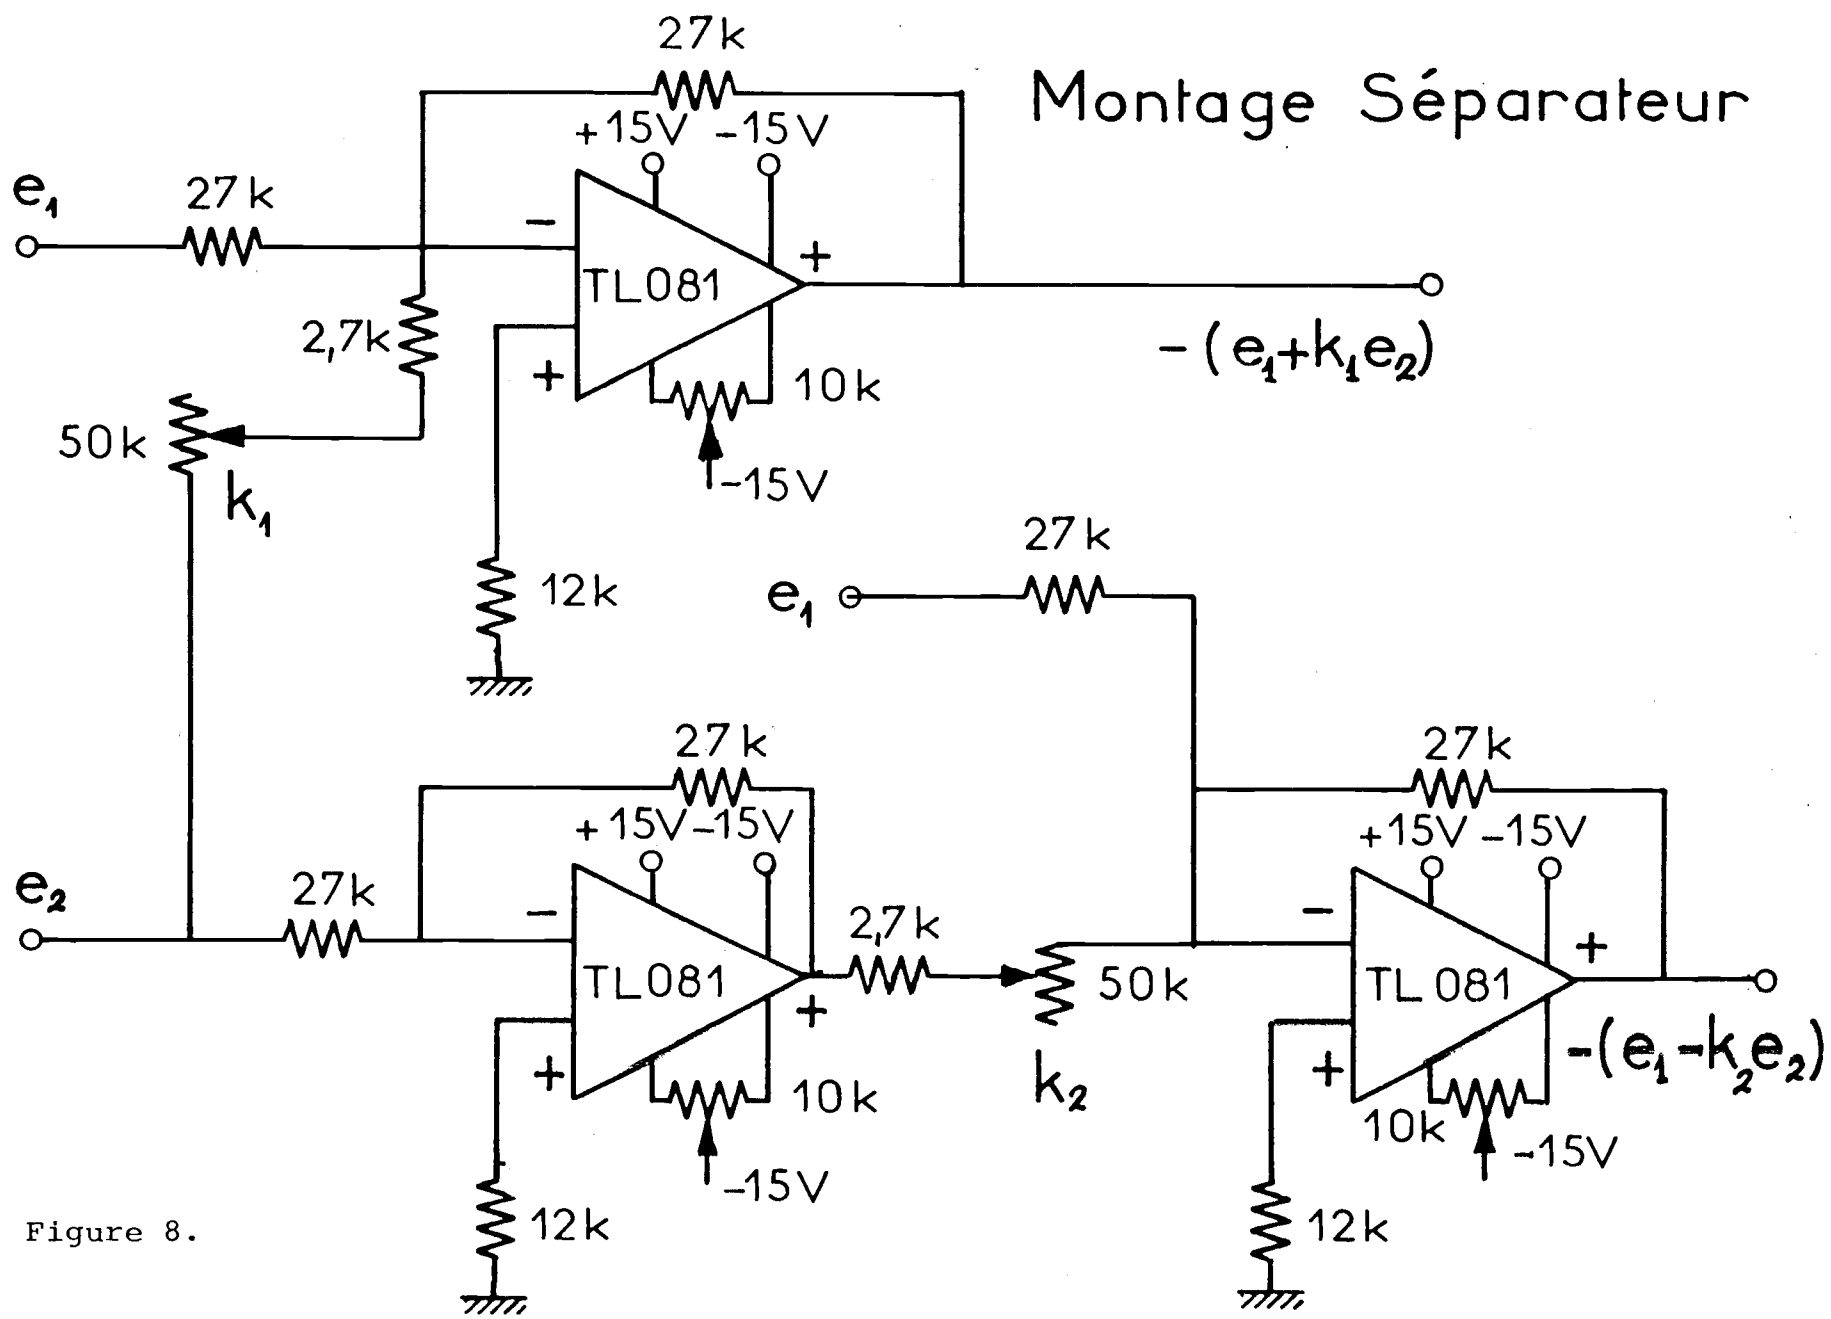 27k
Montage Séparateur
+15V -15V
e₁
27k
-
+
TL081
2,7k
-(e₁+k₁e₂)
+
10k
50k
-15V
k₁
27k
12k
e₁
27k
27k
+15V -15V
+15V -15V
e₂
27k
-
2,7k
-
+
TL081
50k
TL081
+
-(e₁-k₂e₂)
+
10k
k₂
+
10k
-15V
-15V
12k
12k
Figure 8.